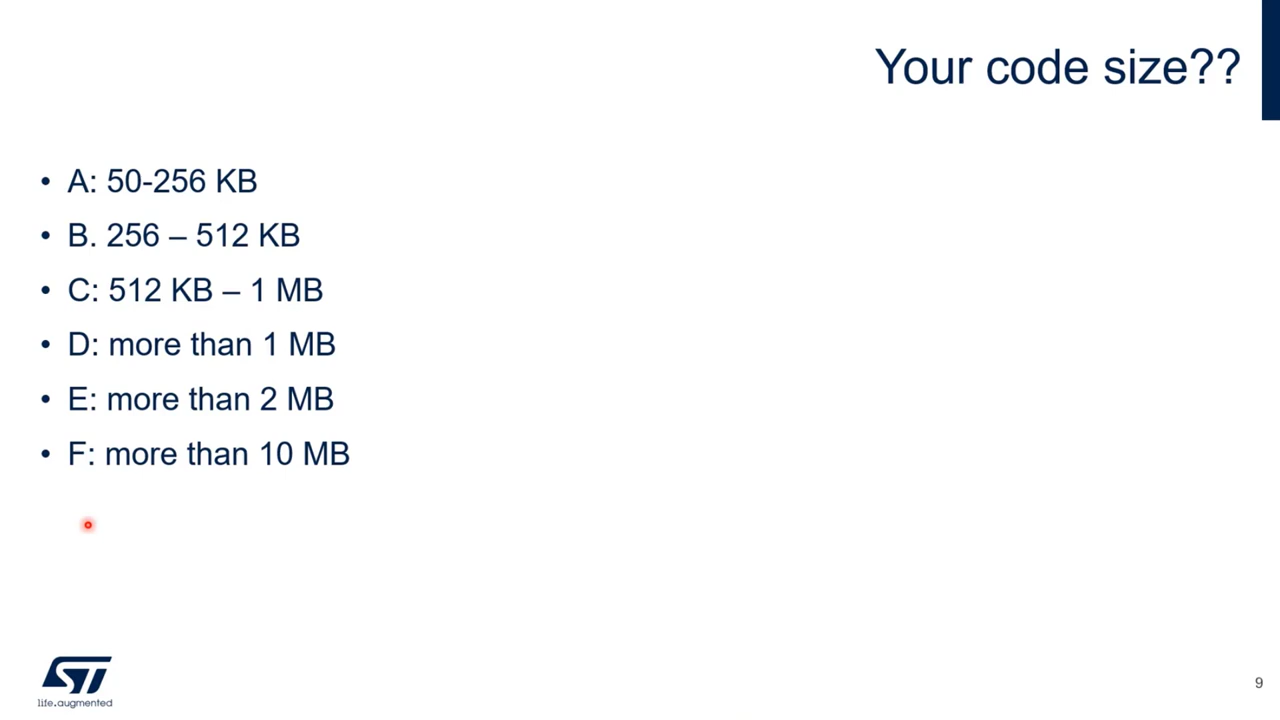 Your code size??
• A: 50-256 KB
• B. 256 – 512 KB
• C: 512 KB – 1 MB
• D: more than 1 MB
• E: more than 2 MB
• F: more than 10 MB
ST
life.augmented
9